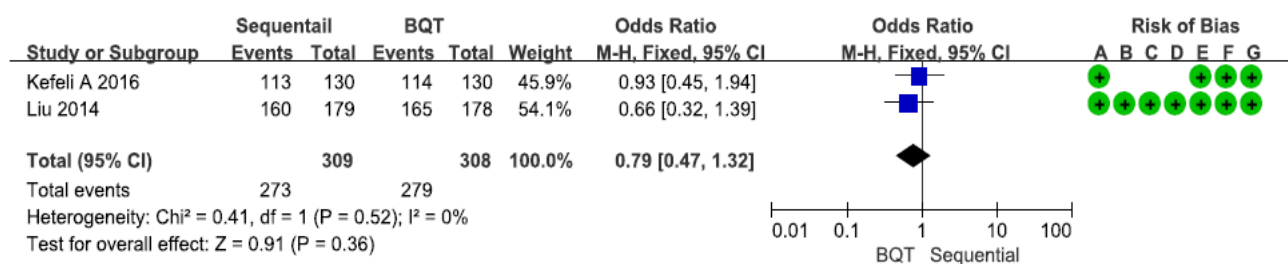 Sequentail BQT Odds Ratio Odds Ratio Risk of Bias
Study or Subgroup Events Total Events Total Weight M-H, Fixed, 95% CI M-H, Fixed, 95% CI A B C D E F G
Kefeli A 2016 113 130 114 130 45.9% 0.93 [0.45, 1.94] + + + +
Liu 2014 160 179 165 178 54.1% 0.66 [0.32, 1.39] + + + + + + +
Total (95% CI) 309 308 100.0% 0.79 [0.47, 1.32]
Total events 273 279
Heterogeneity: Chi² = 0.41, df = 1 (P = 0.52); I² = 0%
Test for overall effect: Z = 0.91 (P = 0.36)
0.01 0.1 1 10 100
BQT Sequential